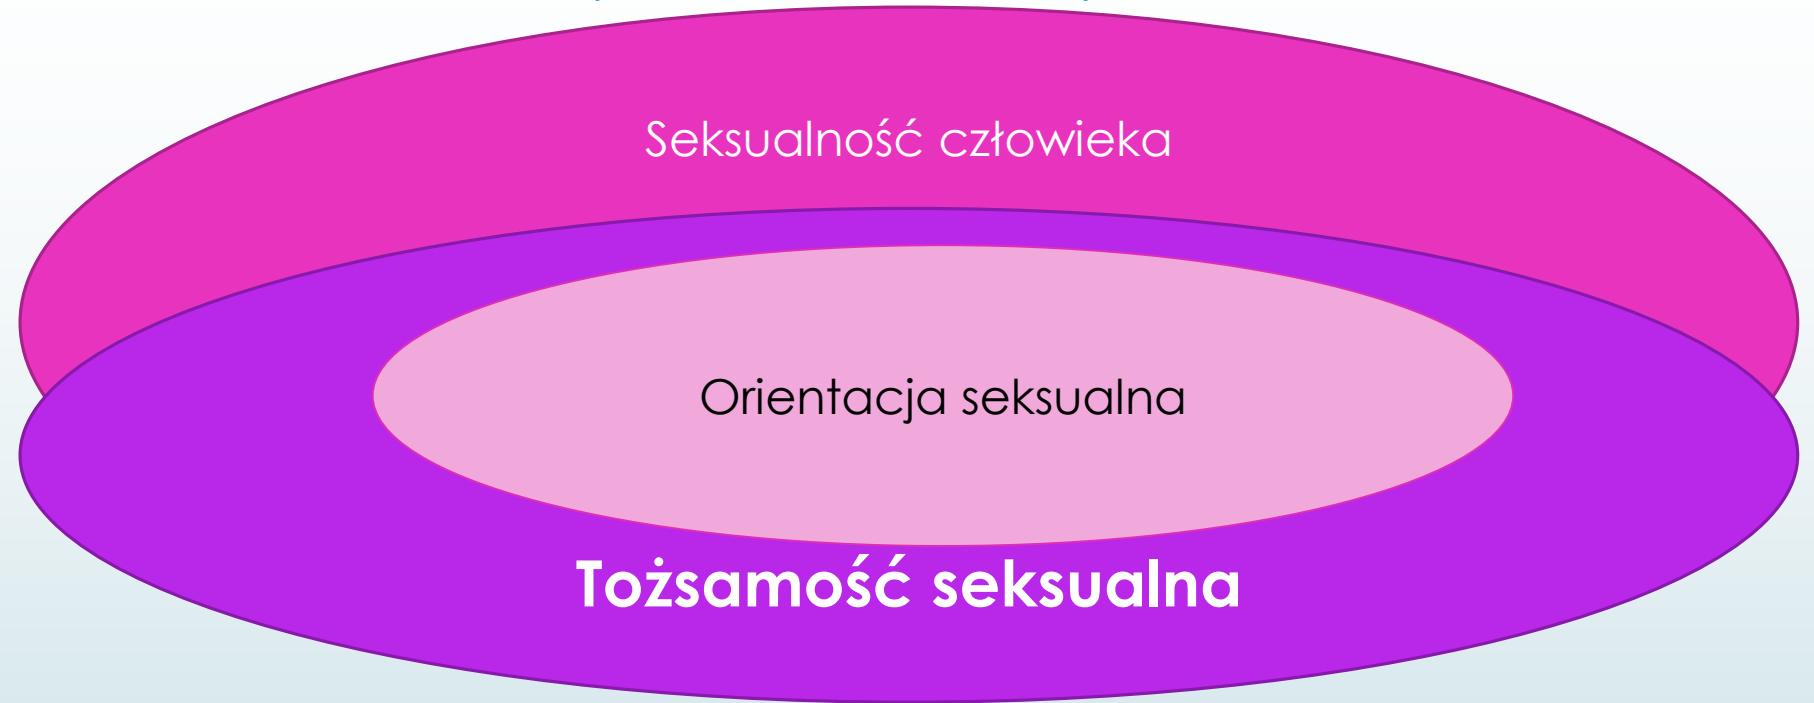 Seksualność człowieka
Orientacja seksualna
Tożsamość seksualna